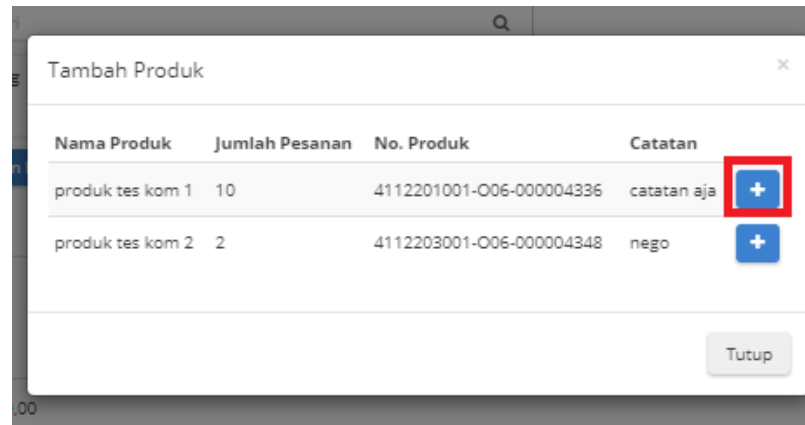 Tambah Produk ×
Nama Produk Jumlah Pesanan No. Produk Catatan
produk tes kom 1 10 4112201001-O06-000004336 catatan aja +
produk tes kom 2 2 4112203001-O06-000004348 nego +
Tutup
,00